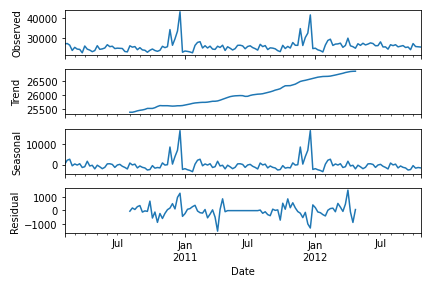 40000
30000
Observed
26500
26000
25500
Trend
10000
0
Seasonal
1000
0
−1000
Residual
Jul
Jan
2011
Jul
Jan
2012
Jul
Date